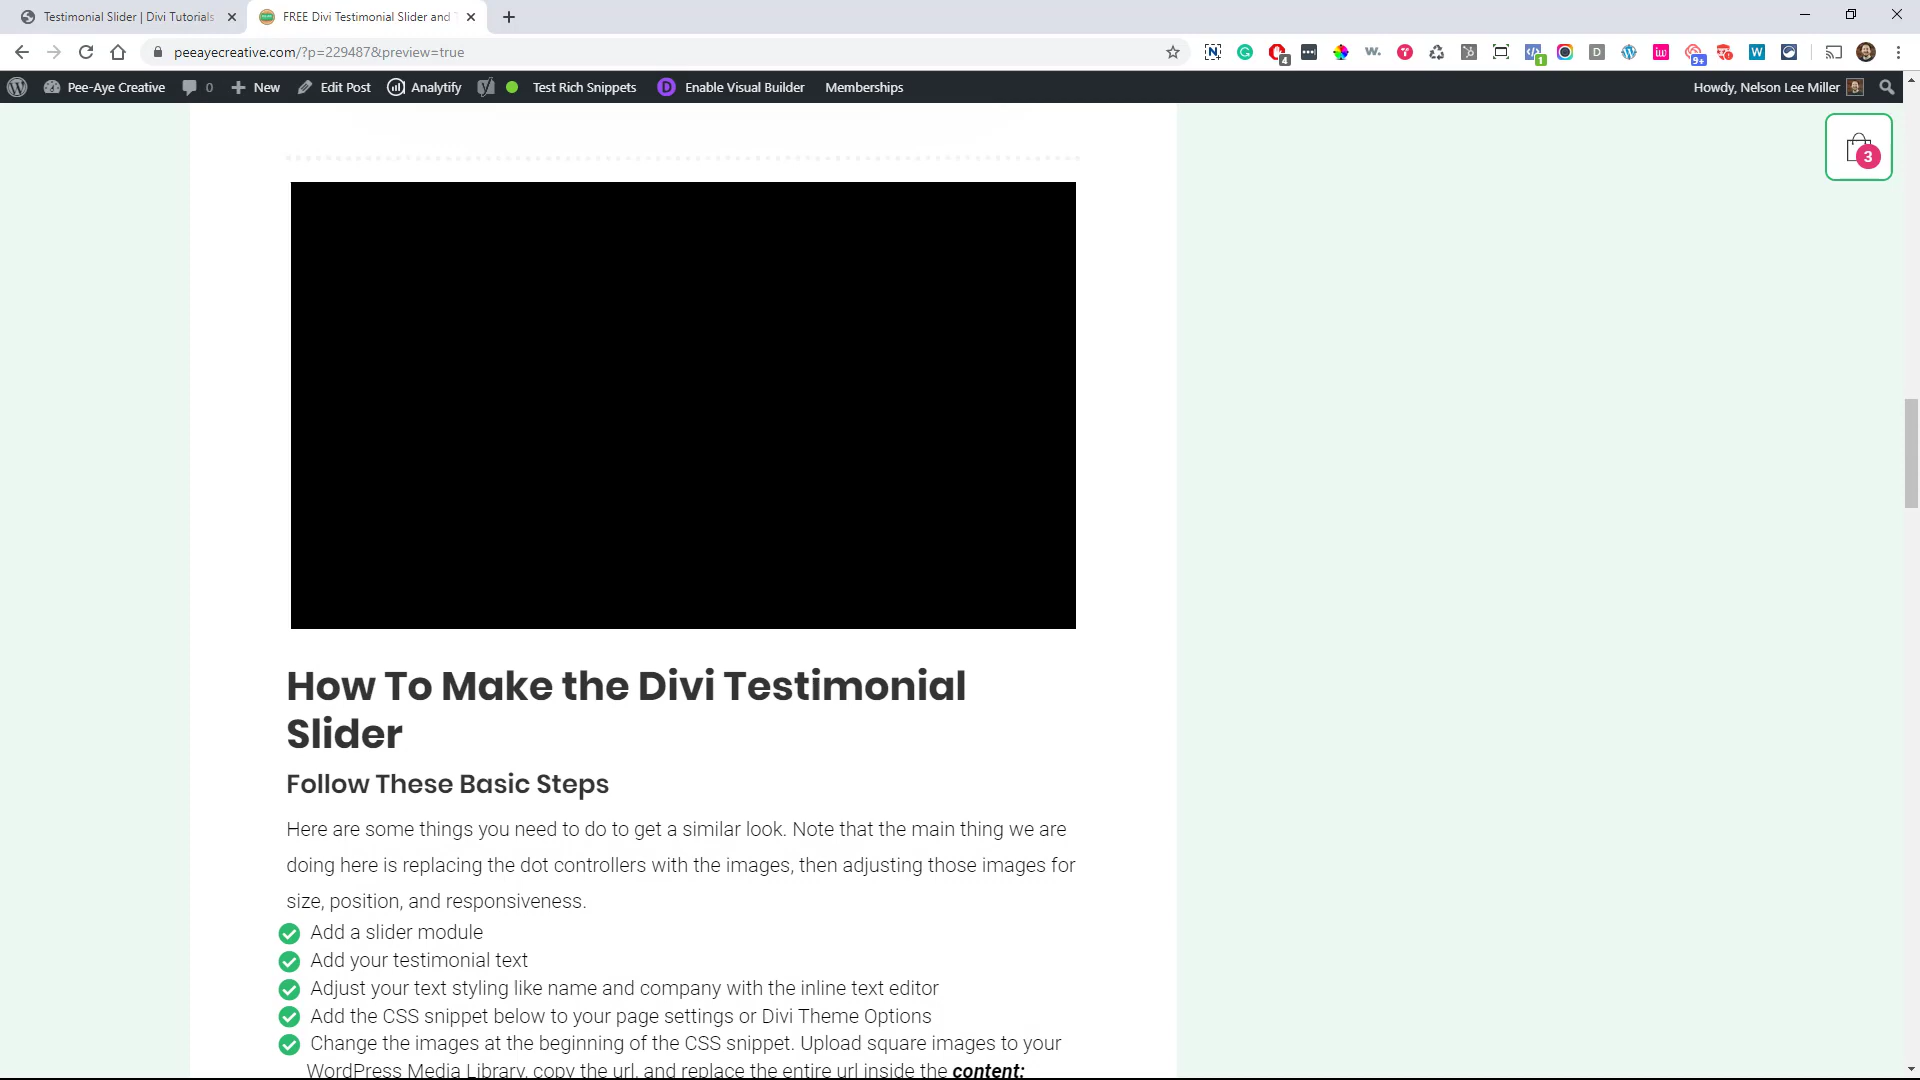 Testimonial Slider | Divi Tutorials
FREE Divi Testimonial Slider and
peeayecreative.com/?p=229487&preview=true
Pee-Aye Creative 0 New Edit Post Analytify Test Rich Snippets D Enable Visual Builder Memberships Howdy, Nelson Lee Miller
3
How To Make the Divi Testimonial
Slider
Follow These Basic Steps
Here are some things you need to do to get a similar look. Note that the main thing we are
doing here is replacing the dot controllers with the images, then adjusting those images for
size, position, and responsiveness.
Add a slider module
Add your testimonial text
Adjust your text styling like name and company with the inline text editor
Add the CSS snippet below to your page settings or Divi Theme Options
Change the images at the beginning of the CSS snippet. Upload square images to your
WordPress Media Library, copy the url, and replace the entire url inside the content: